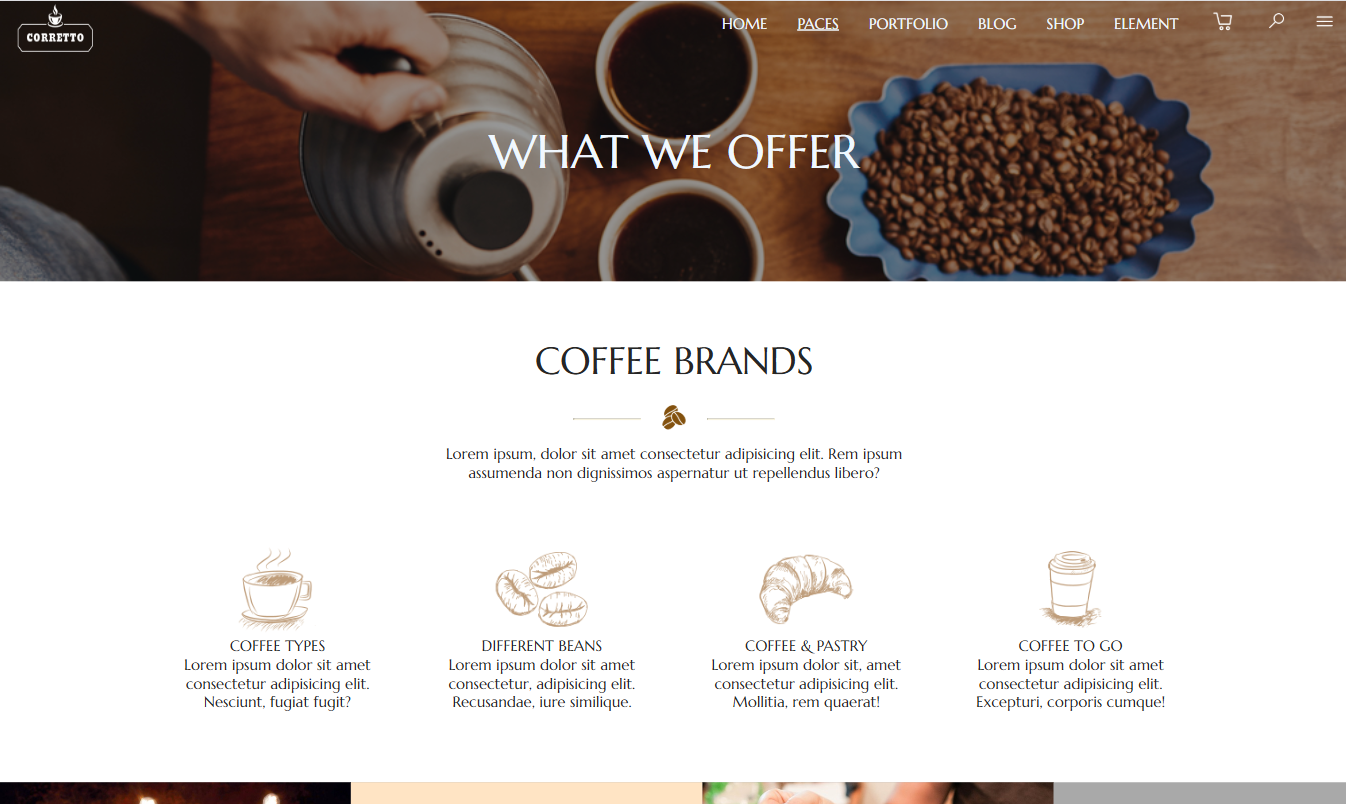 CORRETTO
HOME PACES PORTFOLIO BLOG SHOP ELEMENT
WHAT WE OFFER
COFFEE BRANDS
Lorem ipsum, dolor sit amet consectetur adipisicing elit. Rem ipsum
assumenda non dignissimos aspernatur ut repellendus libero?
COFFEE TYPES
Lorem ipsum dolor sit amet
consectetur adipisicing elit.
Nesciunt, fugiat fugit?
DIFFERENT BEANS
Lorem ipsum dolor sit amet
consectetur, adipisicing elit.
Recusandae, iure similique.
COFFEE & PASTRY
Lorem ipsum dolor sit, amet
consectetur adipisicing elit.
Mollitia, rem quaerat!
COFFEE TO GO
Lorem ipsum dolor sit amet
consectetur adipisicing elit.
Excepturi, corporis cumque!